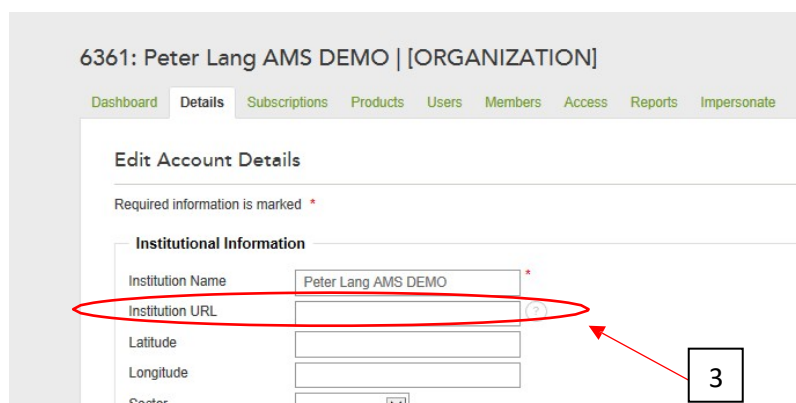 6361: Peter Lang AMS DEMO | [ORGANIZATION]
Dashboard Details Subscriptions Products Users Members Access Reports Impersonate
Edit Account Details
Required information is marked *
Institutional Information
Institution Name Peter Lang AMS DEMO *
Institution URL ?
Latitude
Longitude
3